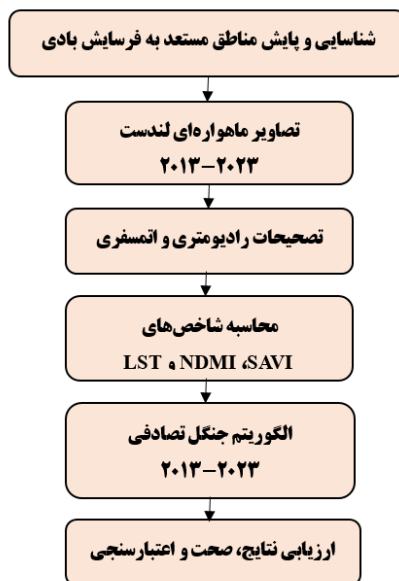 شناسایی و پایش مناطق مستعد به فرسایش بادی
تصاویر ماهواره‌ای لندست
۲۰۱۳-۲۰۲۳
تصحیحات رادیومتری و اتمسفری
محاسبه شاخص‌های
SAVI، NDMI و LST
الگوریتم جنگل تصادفی
۲۰۱۳-۲۰۲۳
ارزیابی نتایج، صحت و اعتبارسنجی